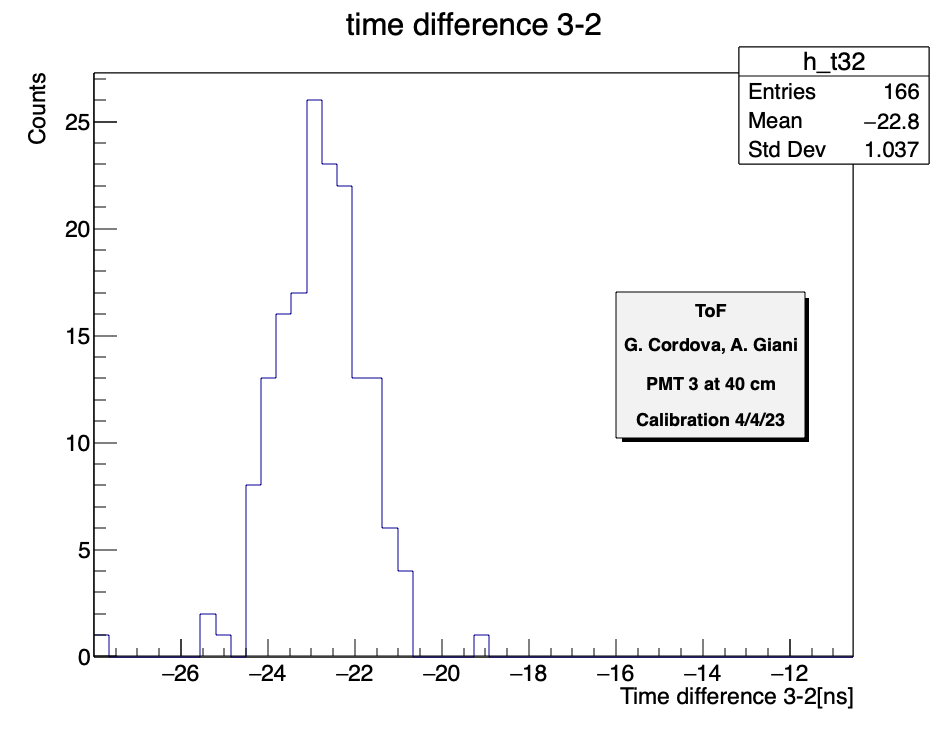 time difference 3-2
h_t32
Entries 166
Mean −22.8
Std Dev 1.037
Counts
25
20
15
10
5
0
ToF
G. Cordova, A. Giani
PMT 3 at 40 cm
Calibration 4/4/23
−26 −24 −22 −20 −18 −16 −14 −12
Time difference 3-2[ns]